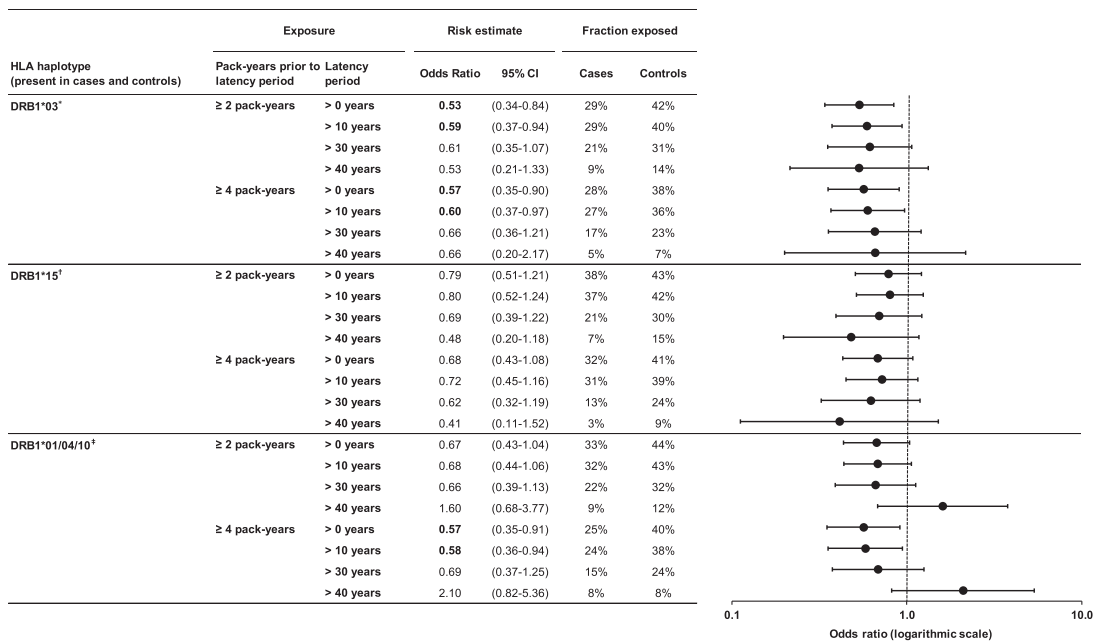 Exposure Risk estimate Fraction exposed
HLA haplotype Pack-years prior to Latency
(present in cases and controls) latency period period Odds Ratio 95% CI Cases Controls
DRB1*03* ≥ 2 pack-years > 0 years 0.53 (0.34-0.84) 29% 42%
> 10 years 0.59 (0.37-0.94) 29% 40%
> 30 years 0.61 (0.35-1.07) 21% 31%
> 40 years 0.53 (0.21-1.33) 9% 14%
≥ 4 pack-years > 0 years 0.57 (0.35-0.90) 28% 38%
> 10 years 0.60 (0.37-0.97) 27% 36%
> 30 years 0.66 (0.36-1.21) 17% 23%
> 40 years 0.66 (0.20-2.17) 5% 7%
DRB1*15† ≥ 2 pack-years > 0 years 0.79 (0.51-1.21) 38% 43%
> 10 years 0.80 (0.52-1.24) 37% 42%
> 30 years 0.69 (0.39-1.22) 21% 30%
> 40 years 0.48 (0.20-1.18) 7% 15%
≥ 4 pack-years > 0 years 0.68 (0.43-1.08) 32% 41%
> 10 years 0.72 (0.45-1.16) 31% 39%
> 30 years 0.62 (0.32-1.19) 13% 24%
> 40 years 0.41 (0.11-1.52) 3% 9%
DRB1*01/04/10‡ ≥ 2 pack-years > 0 years 0.67 (0.43-1.04) 33% 44%
> 10 years 0.68 (0.44-1.06) 32% 43%
> 30 years 0.66 (0.39-1.13) 22% 32%
> 40 years 1.60 (0.68-3.77) 9% 12%
≥ 4 pack-years > 0 years 0.57 (0.35-0.91) 25% 40%
> 10 years 0.58 (0.36-0.94) 24% 38%
> 30 years 0.69 (0.37-1.25) 15% 24%
> 40 years 2.10 (0.82-5.36) 8% 8%
0.1 1.0 10.0
Odds ratio (logarithmic scale)